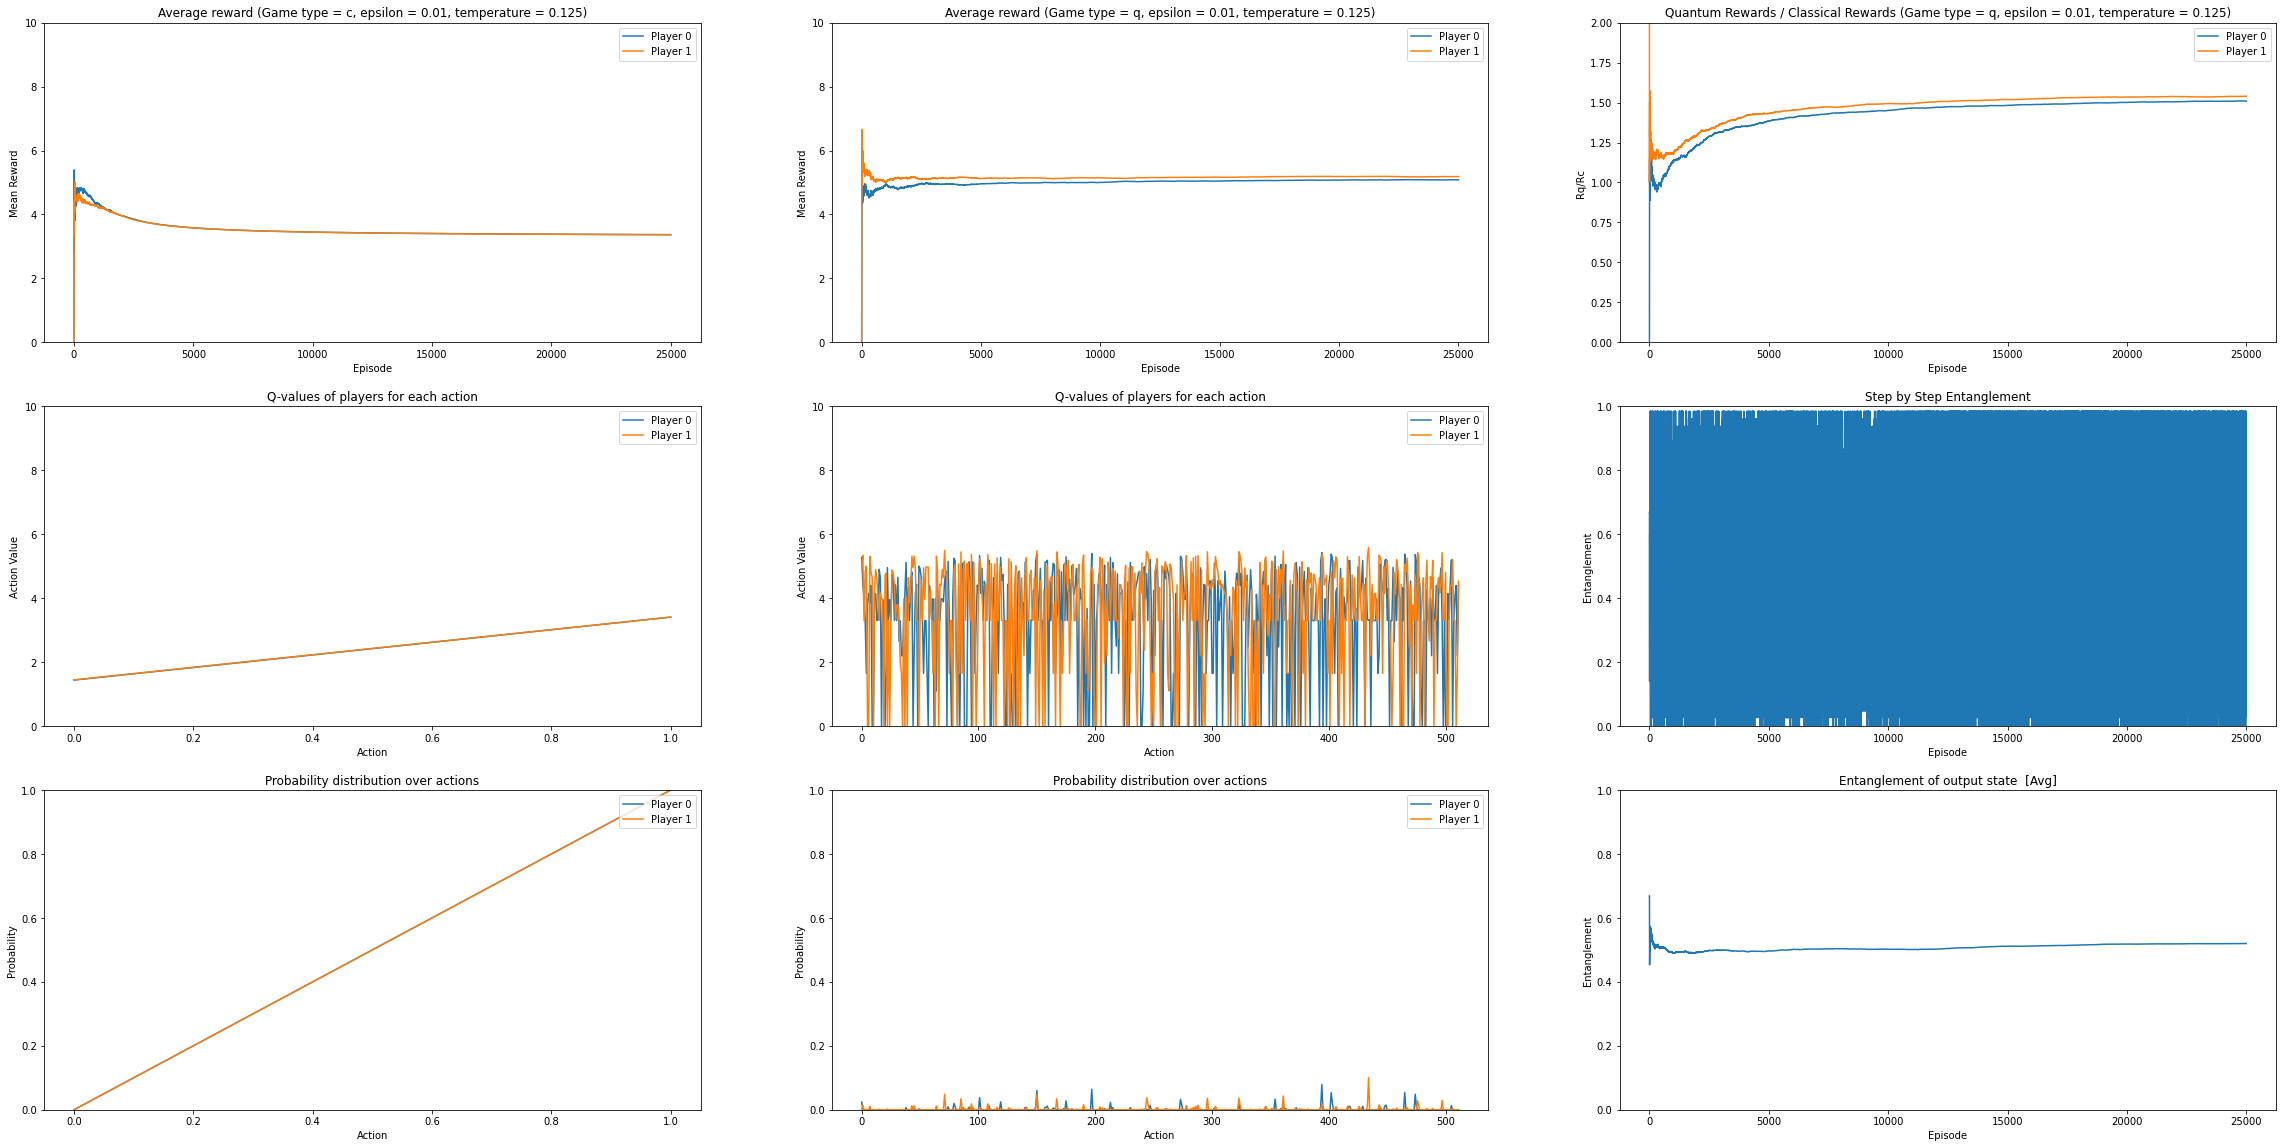 Average reward (Game type = c, epsilon = 0.01, temperature = 0.125)
10
8
6
4
2
0
Mean Reward
Player 0
Player 1
0
5000
10000
15000
20000
25000
Episode
Average reward (Game type = q, epsilon = 0.01, temperature = 0.125)
10
8
6
4
2
0
Mean Reward
Player 0
Player 1
0
5000
10000
15000
20000
25000
Episode
Quantum Rewards / Classical Rewards (Game type = q, epsilon = 0.01, temperature = 0.125)
2.00
1.75
1.50
1.25
1.00
0.75
0.50
0.25
0.00
Rq/Rc
Player 0
Player 1
0
5000
10000
15000
20000
25000
Episode
Q-values of players for each action
10
8
6
4
2
0
Action Value
Player 0
Player 1
0.0
0.2
0.4
0.6
0.8
1.0
Action
Q-values of players for each action
10
8
6
4
2
0
Action Value
Player 0
Player 1
0
100
200
300
400
500
Action
Step by Step Entanglement
1.0
0.8
0.6
0.4
0.2
0.0
Entanglement
0
5000
10000
15000
20000
25000
Episode
Probability distribution over actions
1.0
0.8
0.6
0.4
0.2
0.0
Probability
Player 0
Player 1
0.0
0.2
0.4
0.6
0.8
1.0
Action
Probability distribution over actions
1.0
0.8
0.6
0.4
0.2
0.0
Probability
Player 0
Player 1
0
100
200
300
400
500
Action
Entanglement of output state  [Avg]
1.0
0.8
0.6
0.4
0.2
0.0
Entanglement
0
5000
10000
15000
20000
25000
Episode